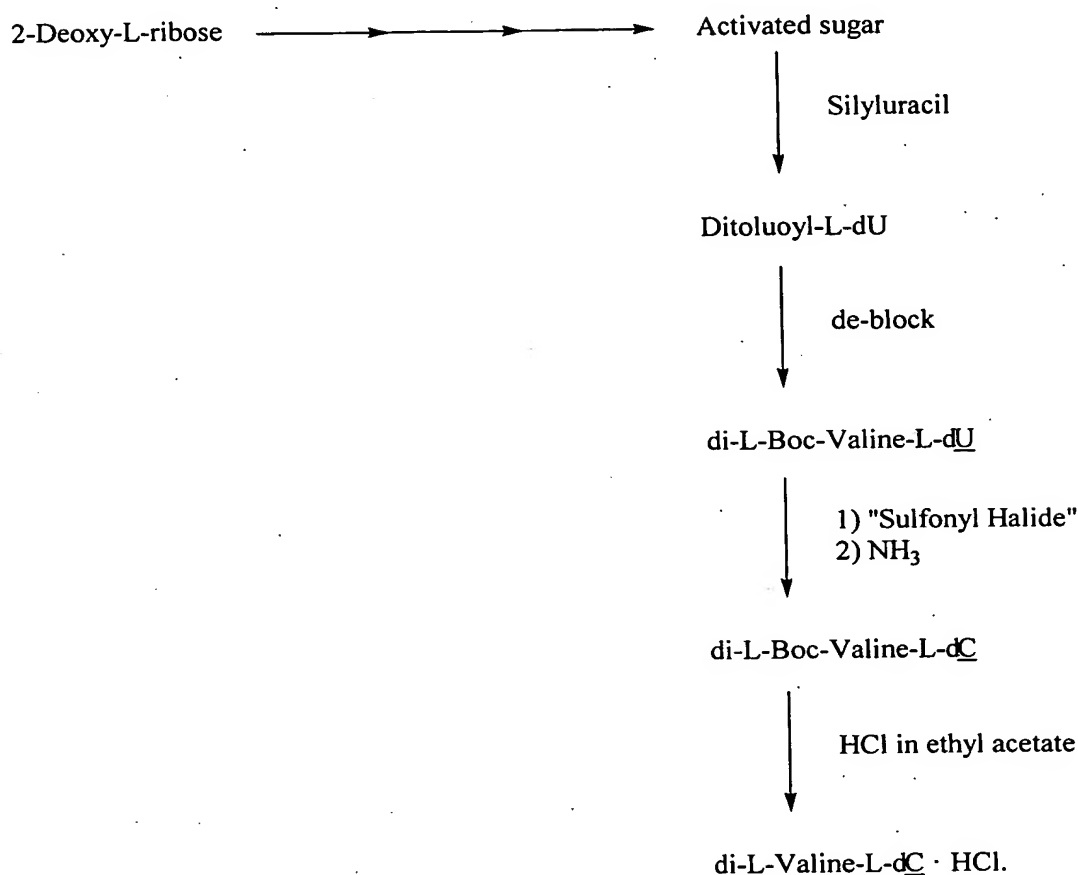 2-Deoxy-L-ribose
Activated sugar
Silyluracil
Ditoluoyl-L-dU
de-block
di-L-Boc-Valine-L-dU
1) "Sulfonyl Halide"
2) NH₃
di-L-Boc-Valine-L-dC
HCl in ethyl acetate
di-L-Valine-L-dC · HCl.